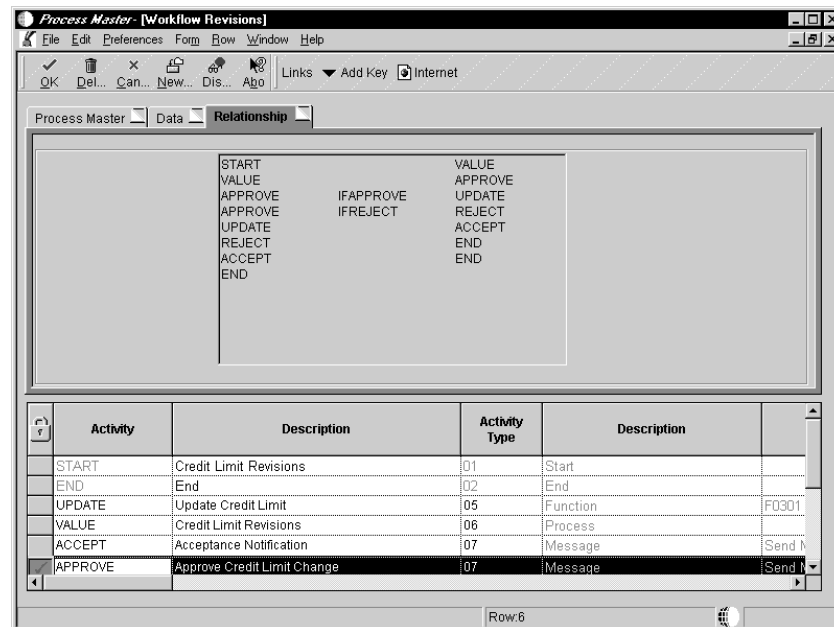 Process Master - [Workflow Revisions]
File Edit Preferences Form Row Window Help
OK Del... Can... New... Dis... Abo Links Add Key Internet
Process Master Data Relationship
START VALUE
VALUE APPROVE
APPROVE IFAPPROVE UPDATE
APPROVE IFREJECT REJECT
UPDATE ACCEPT
REJECT END
ACCEPT END
END
Activity Description Activity Type Description
START Credit Limit Revisions 01 Start
END End 02 End
UPDATE Update Credit Limit 05 Function F0301
VALUE Credit Limit Revisions 06 Process
ACCEPT Acceptance Notification 07 Message Send
APPROVE Approve Credit Limit Change 07 Message Send
Row:6